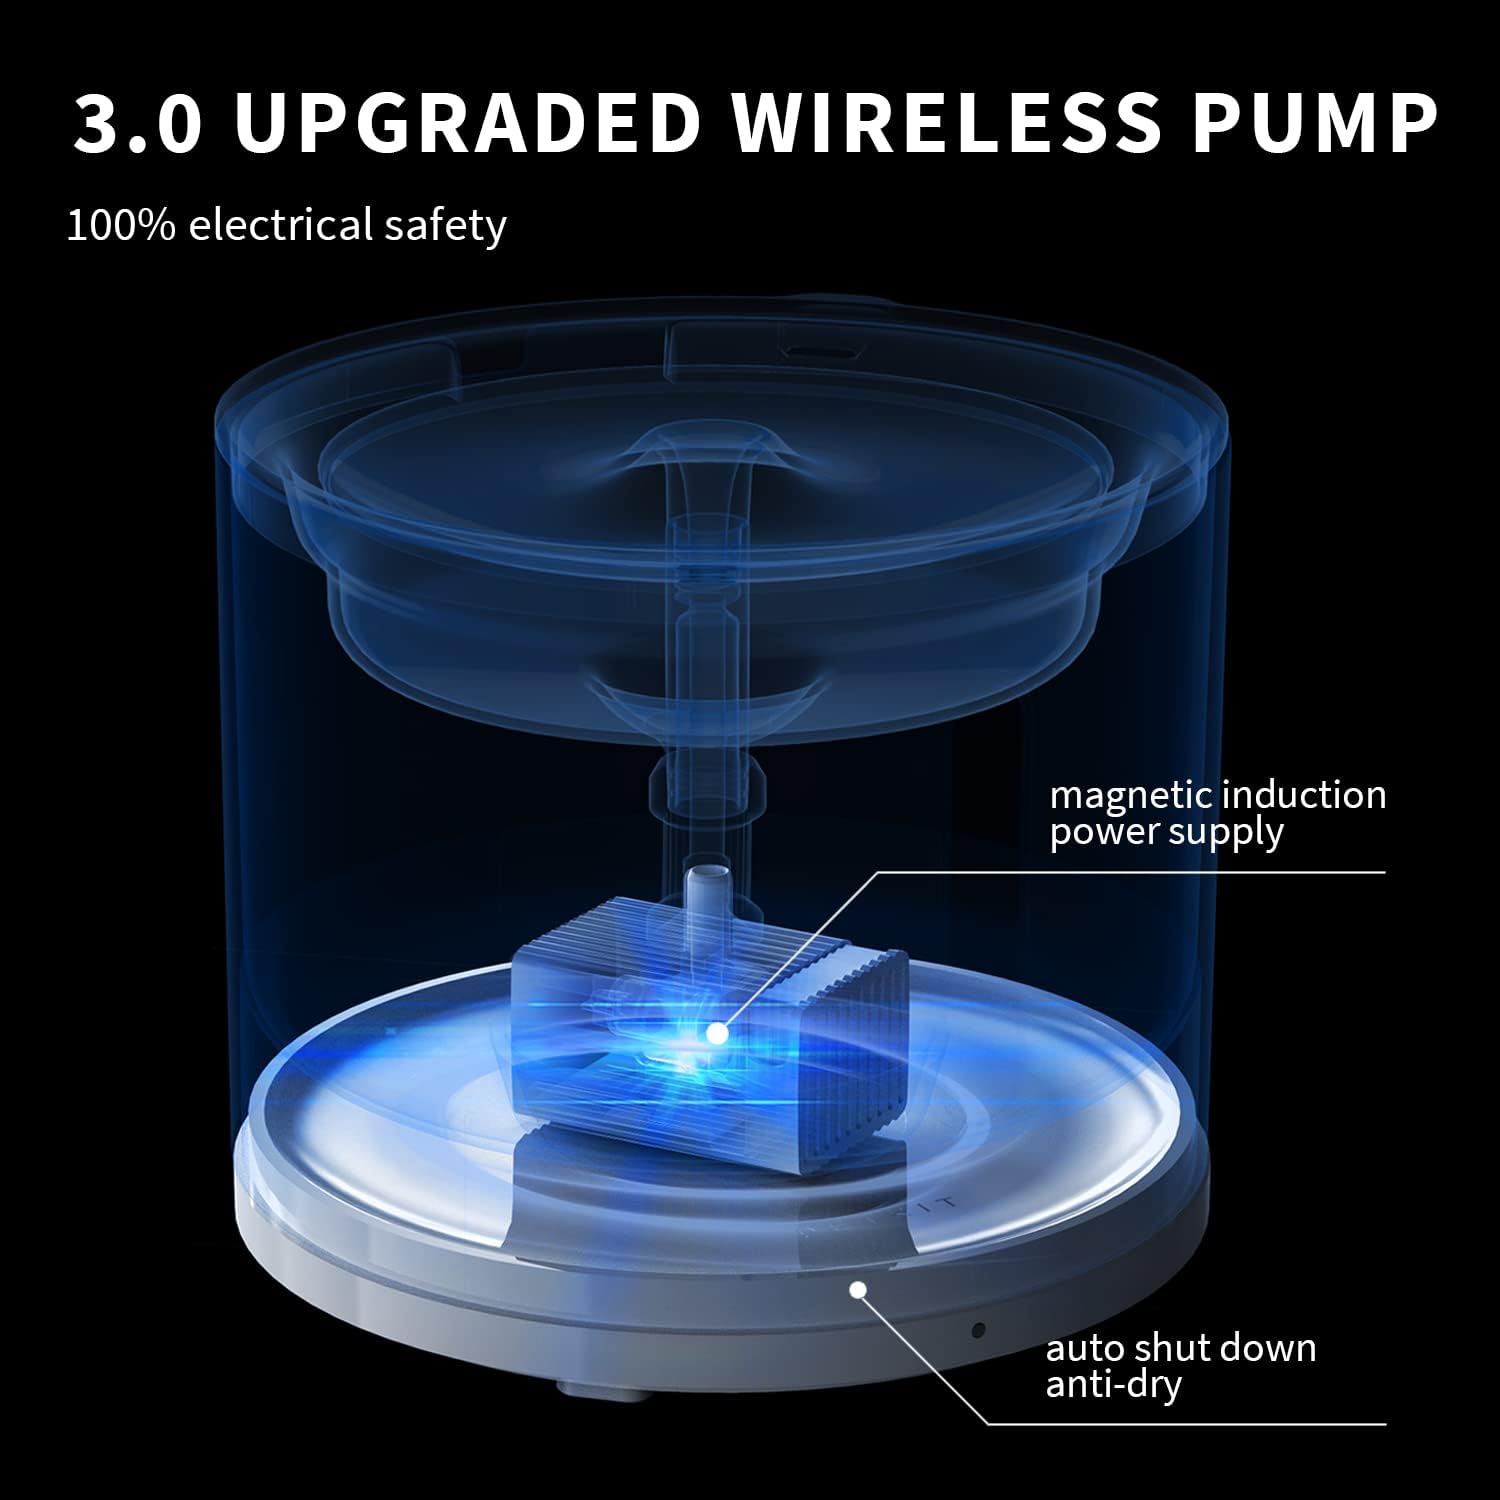 3.0 UPGRADED WIRELESS PUMP
100% electrical safety
magnetic induction
power supply
auto shut down
anti-dry